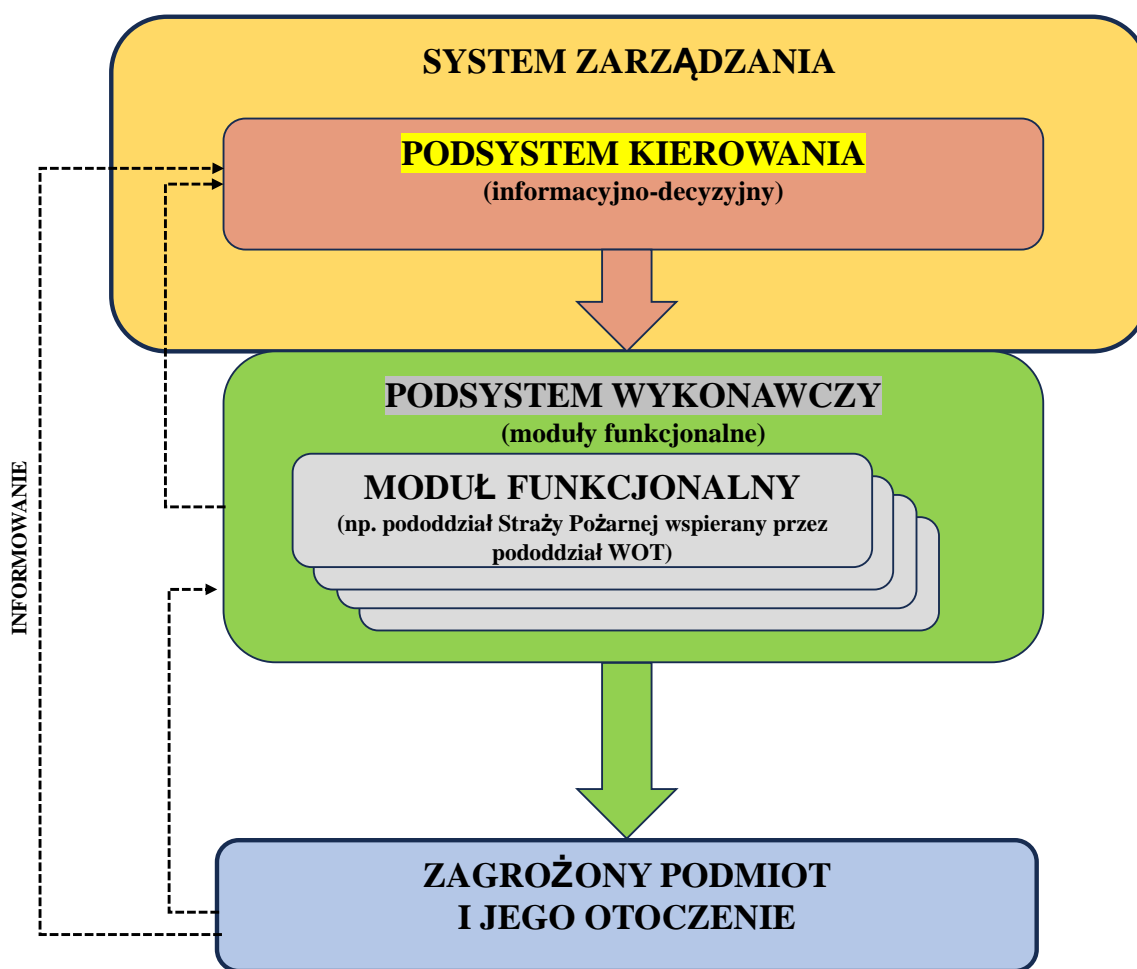 SYSTEM ZARZĄDZANIA
PODSYSTEM KIEROWANIA
(informacyjno-decyzyjny)
PODSYSTEM WYKONAWCZY
(moduły funkcjonalne)
MODUŁ FUNKCJONALNY
(np. pododdział Straży Pożarnej wspierany przez
pododdział WOT)
INFORMOWANIE
ZAGROŻONY PODMIOT
I JEGO OTOCZENIE